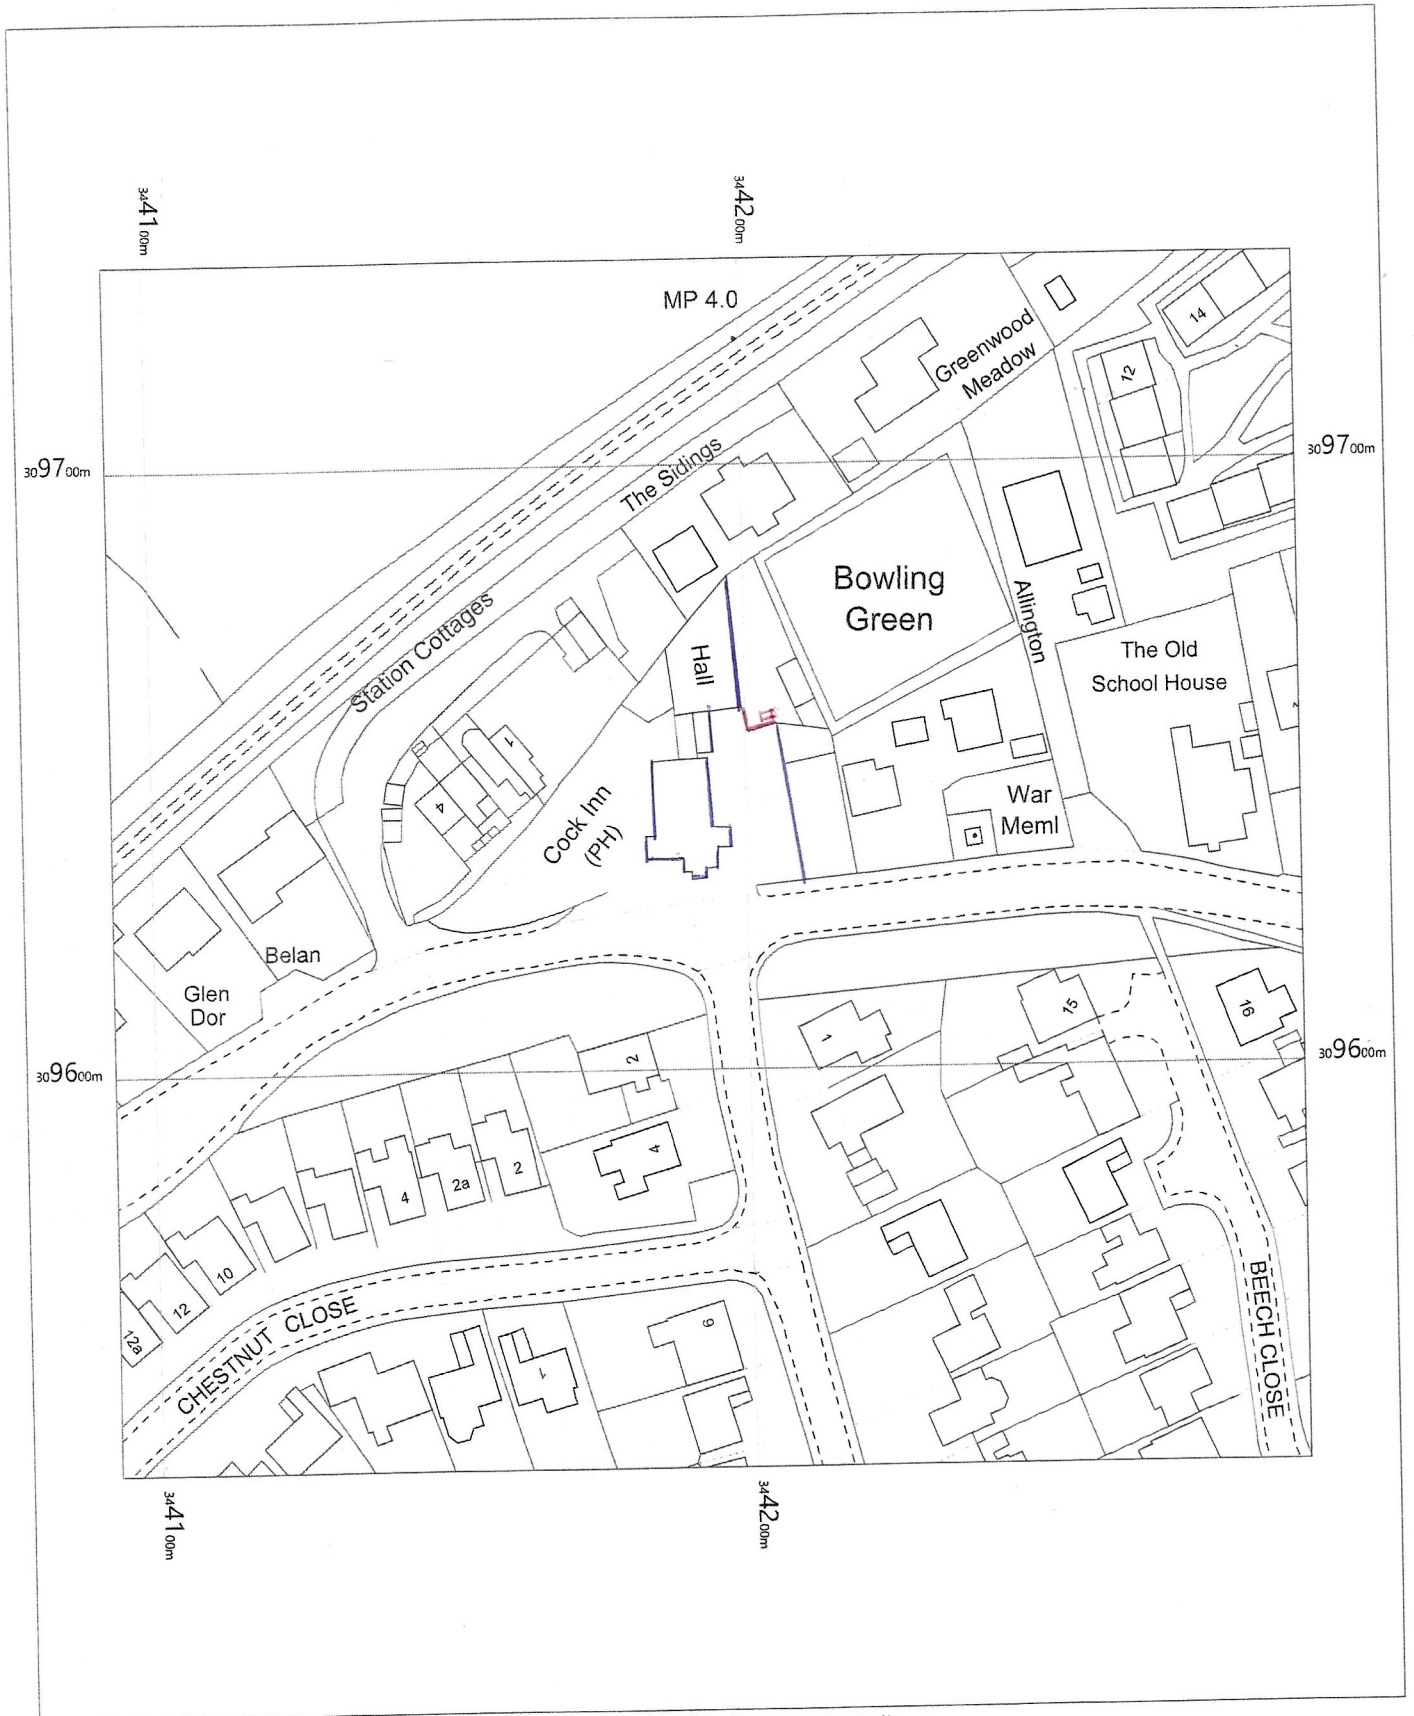 3441 00m
3442 00m
MP 4.0
Greenwood
Meadow
14
12
3097 00m
3097 00m
The Sidings
Bowling
Green
Allington
Station Cottages
Hall
The Old
School House
1
4
Cock Inn
(PH)
War
Meml
Belan
Glen
Dor
15
16
1
2
3096 00m
3096 00m
4
2
2a
4
10
12
12a
CHESTNUT CLOSE
BEECH CLOSE
1
9
3441 00m
3442 00m